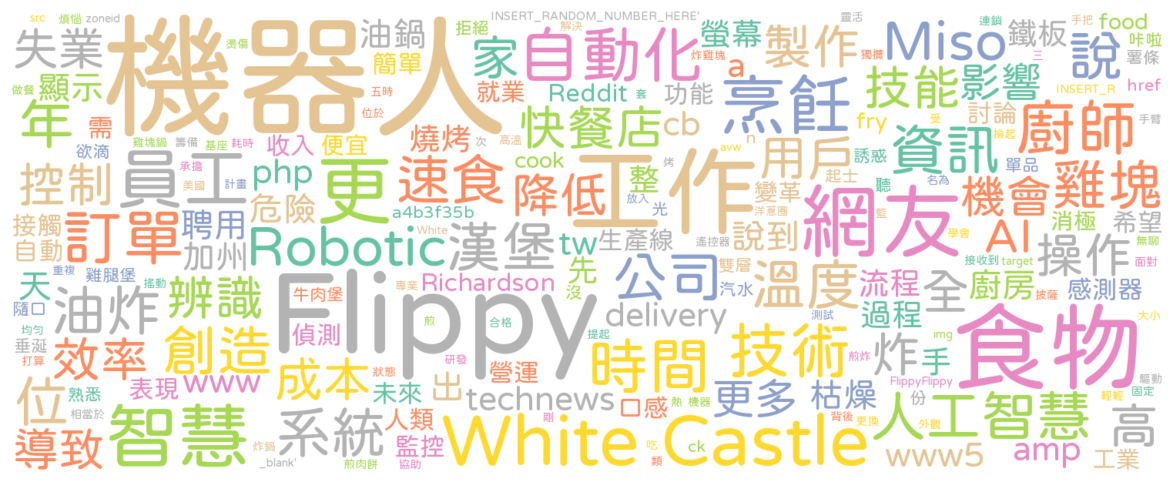 src 煩惱 zoneid 燙傷 INSERT_RANDOM_NUMBER_HERE' 靈活 連鎖 手把
失業 機器人 油鍋 拒絕 家 自動化 解決 炸雞塊 螢幕 製作 獨攬 Miso 鐵板 food 咔啦
簡單 說 薯條
做餐 顯示 五時 就業 Reddit 套 功能 a 烹飪 技能 影響 三 INSERT_R href
年 需 位於 快餐店 cb fry 討論 廚師 手臂
欲滴 雞塊鍋 籌備 基座 耗時 收入 便宜 燒烤 次 高溫 avw n 資訊 受 撿起
控制 員工 承擔 php 更 速食 cook 降低 整 烤 工作 用戶 誘惑 單品 機會 雞塊
美國 計畫 危險 a4b3f35b 放入 光 變革 起士 聽 名為 消極 希望
接觸 訂單 聘用 White 洋蔥圈 網友 籃 學會 無聊
自動 加州 Robotic 漢堡 tw 生產線 遙控器 說到 AI 操作
天 重複 雞腿堡 搖動 先 公司 雙層 溫度 流程 全 接收到 target 面對
隨口 辨識 牛肉堡 專業 Richardson 沒 汽水 廚房 披薩 感測器
油炸 均勻 偵測 Flippy 煎 合格 delivery 測試 過程 食物 大小
垂涎 打算 創造 提起 時間 技術 煎炸 炸 手 img
效率 表現 www 成本 狀態 研發 營運 FlippyFlippy 驅動
位 熟悉 未來 出 technews 口感 熱 機器 更多 枯燥 份 固定 輕輕
相當於 人類 剛 背後 更換 外觀 人工智慧 高
導致 智慧 炸鍋 系統 監控 White Castle 吃 ck www5 amp
_blank' 煎肉餅 協助 類 工業